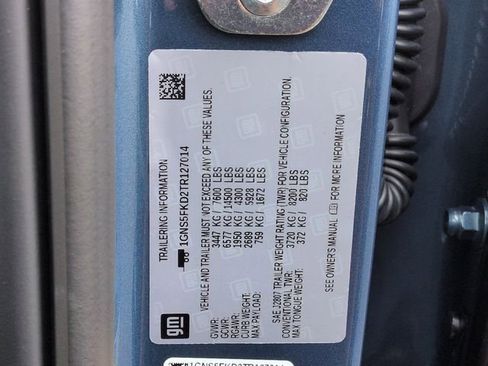 TRAILERING INFORMATION
1GNS5FKD2TR127014
VEHICLE AND TRAILER MUST NOT EXCEED ANY OF THESE VALUES.
GVWR: 3447 KG/ 7600 LBS
GCWR: 6577 KG/ 14500 LBS
RGAWR: 1950 KG/ 4300 LBS
CURB WEIGHT: 2689 KG/ 5928 LBS
MAX PAYLOAD: 759 KG/ 1672 LBS
SAE J2807 TRAILER WEIGHT RATING (TWR) FOR VEHICLE CONFIGURATION.
CONVENTIONAL TWR: 3720 KG/ 8200 LBS
MAX TONGUE WEIGHT: 372 KG/ 820 LBS
SEE OWNER'S MANUAL FOR MORE INFORMATION
gm
1GNS5FKD2TR127014